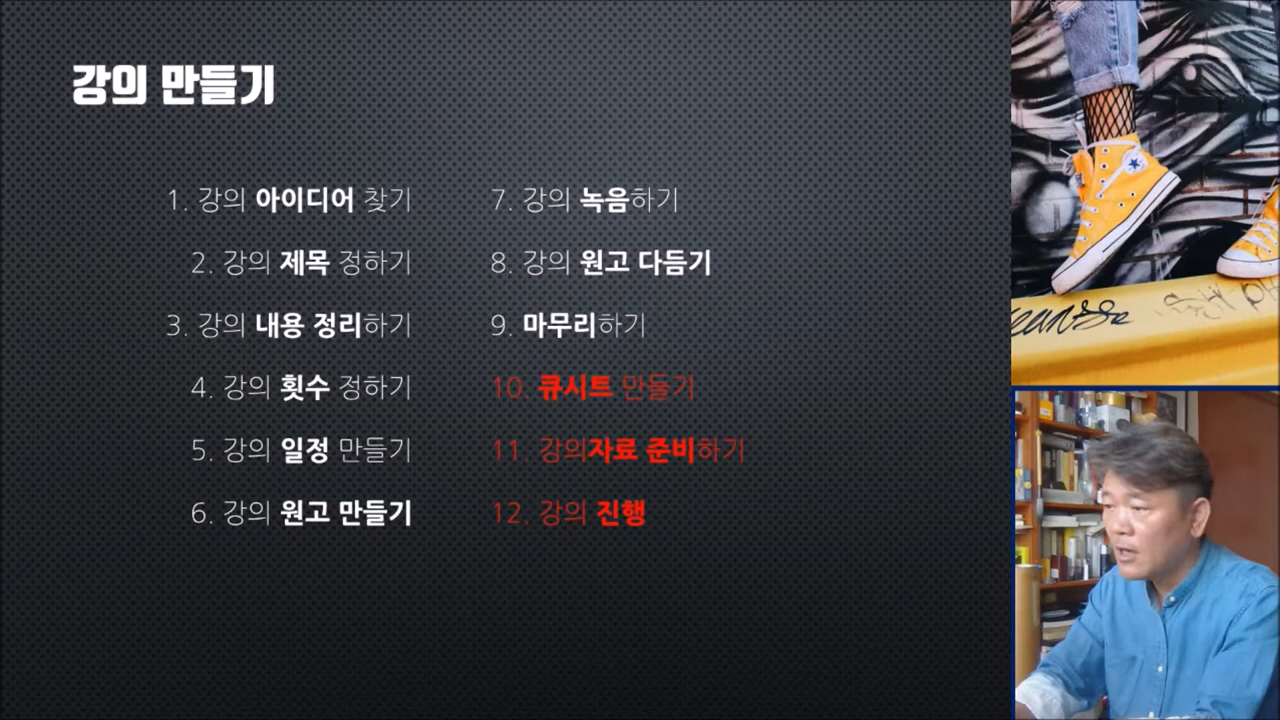 강의 만들기
1. 강의 아이디어 찾기
2. 강의 제목 정하기
3. 강의 내용 정리하기
4. 강의 횟수 정하기
5. 강의 일정 만들기
6. 강의 원고 만들기
7. 강의 녹음하기
8. 강의 원고 다듬기
9. 마무리하기
10. 큐시트 만들기
11. 강의자료 준비하기
12. 강의 진행